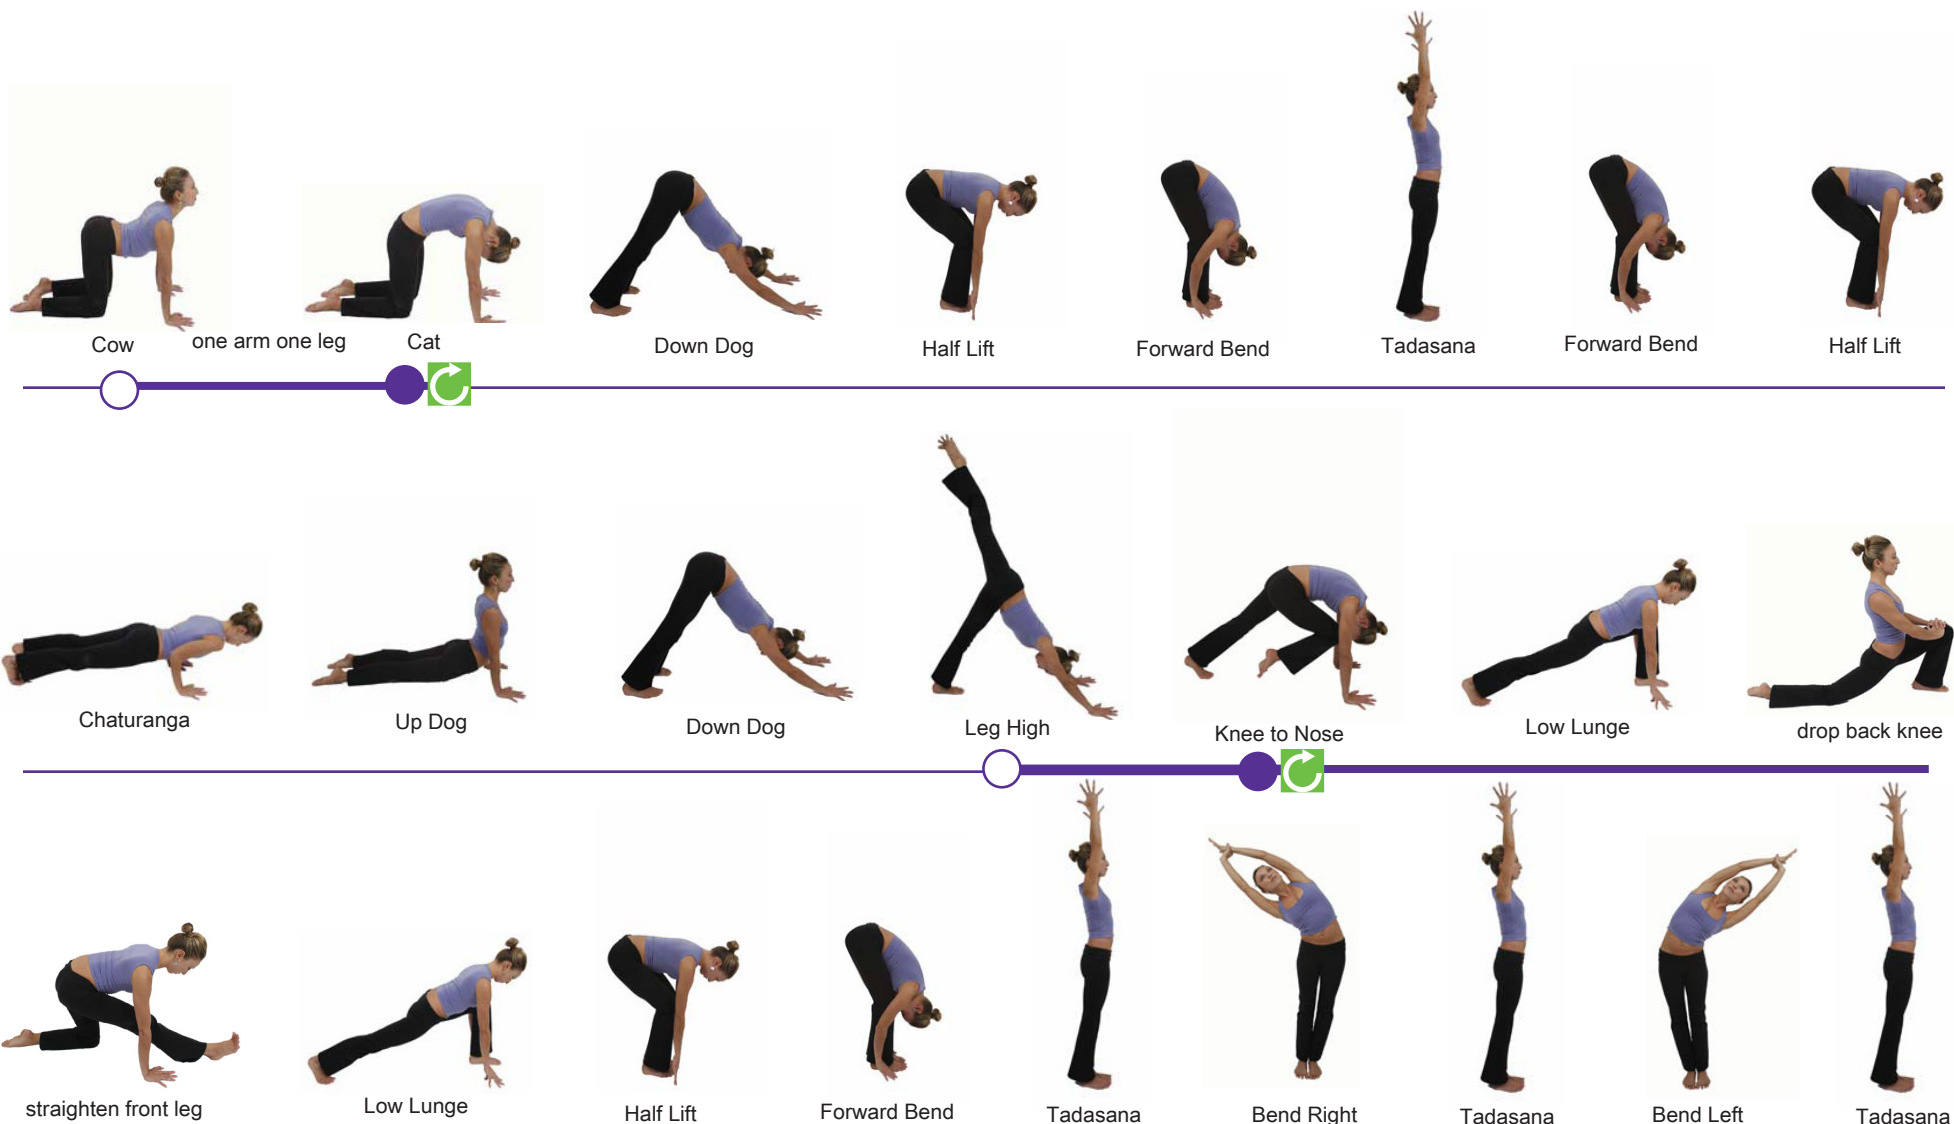 Cow one arm one leg Cat Down Dog Half Lift Forward Bend Tadasana Forward Bend Half Lift
Chaturanga Up Dog Down Dog Leg High Knee to Nose Low Lunge drop back knee
straighten front leg Low Lunge Half Lift Forward Bend Tadasana Bend Right Tadasana Bend Left Tadasana